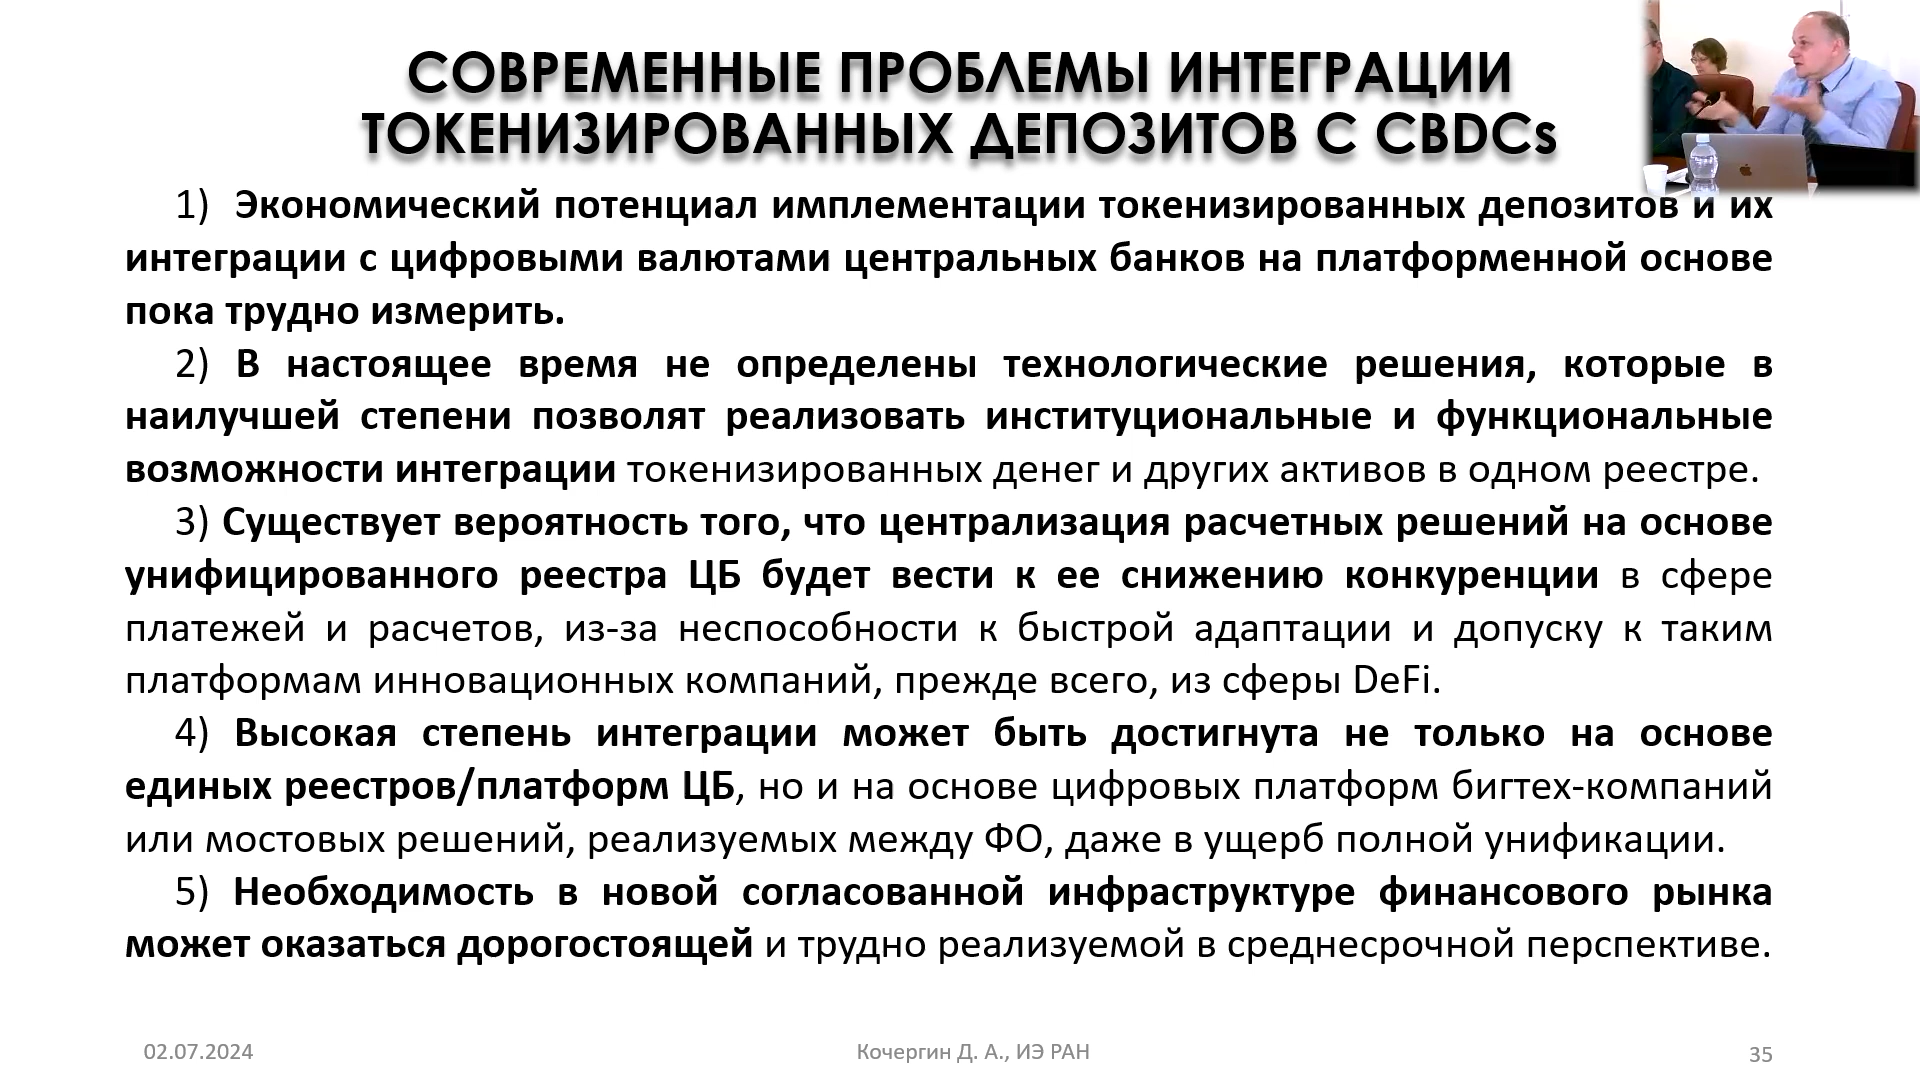 СОВРЕМЕННЫЕ ПРОБЛЕМЫ ИНТЕГРАЦИИ
ТОКЕНИЗИРОВАННЫХ ДЕПОЗИТОВ С CBDCs
1) Экономический потенциал имплементации токенизированных депозитов и их
интеграции с цифровыми валютами центральных банков на платформенной основе
пока трудно измерить.
2) В настоящее время не определены технологические решения, которые в
наилучшей степени позволят реализовать институциональные и функциональные
возможности интеграции токенизированных денег и других активов в одном реестре.
3) Существует вероятность того, что централизация расчетных решений на основе
унифицированного реестра ЦБ будет вести к ее снижению конкуренции в сфере
платежей и расчетов, из-за неспособности к быстрой адаптации и допуску к таким
платформам инновационных компаний, прежде всего, из сферы DeFi.
4) Высокая степень интеграции может быть достигнута не только на основе
единых реестров/платформ ЦБ, но и на основе цифровых платформ бигтех-компаний
или мостовых решений, реализуемых между ФО, даже в ущерб полной унификации.
5) Необходимость в новой согласованной инфраструктуре финансового рынка
может оказаться дорогостоящей и трудно реализуемой в среднесрочной перспективе.
02.07.2024
Кочергин Д. А., ИЭ РАН
35